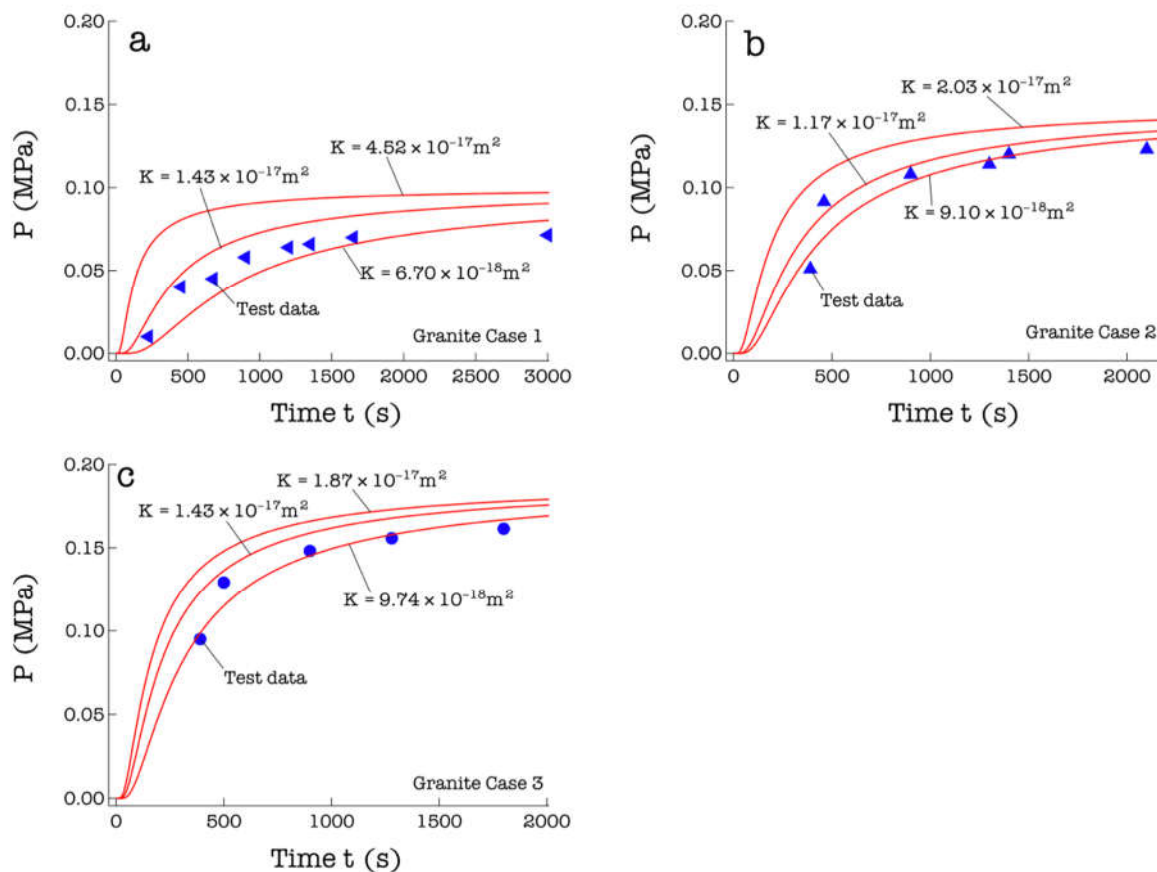 a
P (MPa)
0.20
0.15
0.10
0.05
0.00
K = 4.52 × 10⁻¹⁷m²
K = 1.43 × 10⁻¹⁷m²
K = 6.70 × 10⁻¹⁸m²
Test data
Granite Case 1
0 500 1000 1500 2000 2500 3000
Time t (s)
b
P (MPa)
0.20
0.15
0.10
0.05
0.00
K = 2.03 × 10⁻¹⁷m²
K = 1.17 × 10⁻¹⁷m²
K = 9.10 × 10⁻¹⁸m²
Test data
Granite Case 2
0 500 1000 1500 2000
Time t (s)
c
P (MPa)
0.20
0.15
0.10
0.05
0.00
K = 1.87 × 10⁻¹⁷m²
K = 1.43 × 10⁻¹⁷m²
K = 9.74 × 10⁻¹⁸m²
Test data
Granite Case 3
0 500 1000 1500 2000
Time t (s)